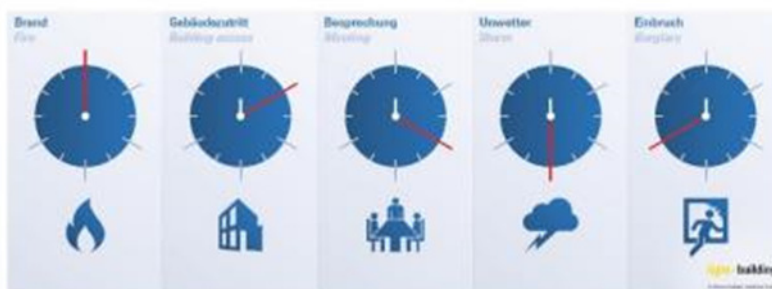 Brand
Fire
Gebäudezutritt
Building access
Besprechung
Meeting
Unwetter
Storm
Einbruch
Burglary
building